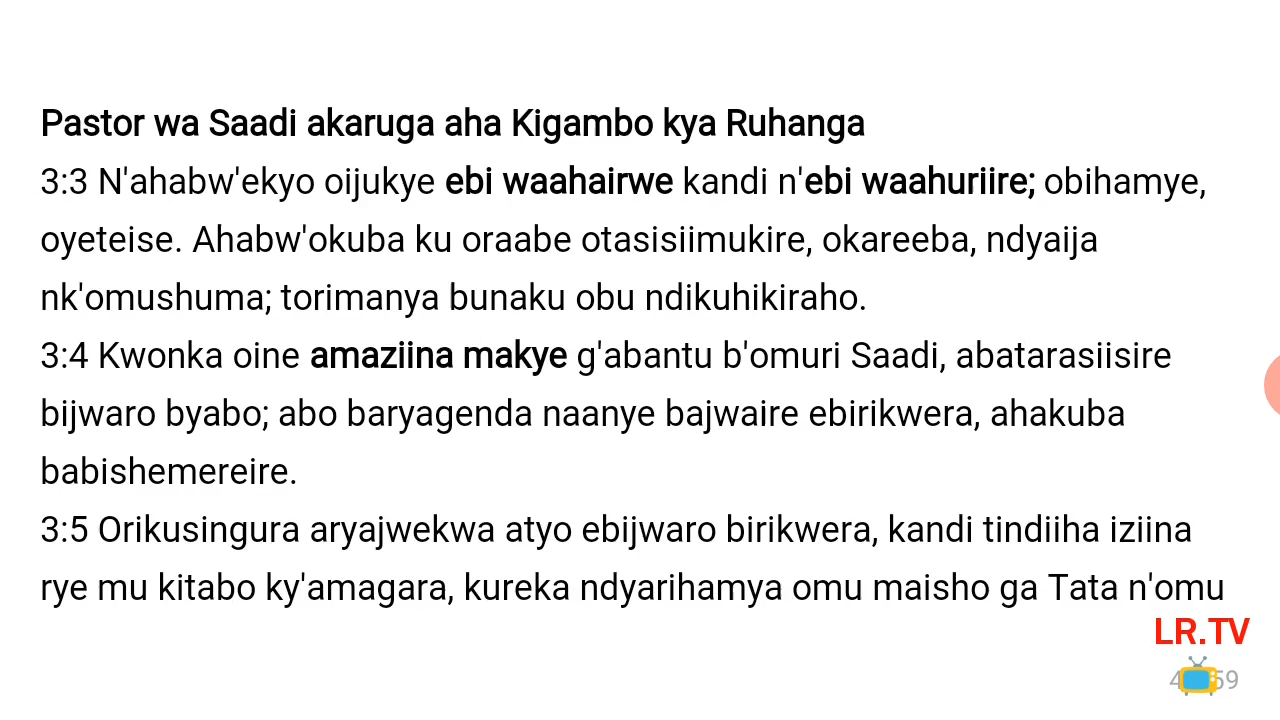 Pastor wa Saadi akaruga aha Kigambo kya Ruhanga
3:3 N'ahabw'ekyo oijukye ebi waahairwe kandi n'ebi waahuriire; obihamye,
oyeteise. Ahabw'okuba ku oraabe otasisiimukire, okareeba, ndyaija
nk'omushuma; torimanya bunaku obu ndikuhikiraho.
3:4 Kwonka oine amaziina makye g'abantu b'omuri Saadi, abatarasiisire
bijwaro byabo; abo baryagenda naanye bajwaire ebirikwera, ahakuba
babishemereire.
3:5 Orikusingura aryajwekwa atyo ebijwaro birikwera, kandi tindiiha iziina
rye mu kitabo ky'amagara, kureka ndyarihamya omu maisho ga Tata n'omu
LR.TV